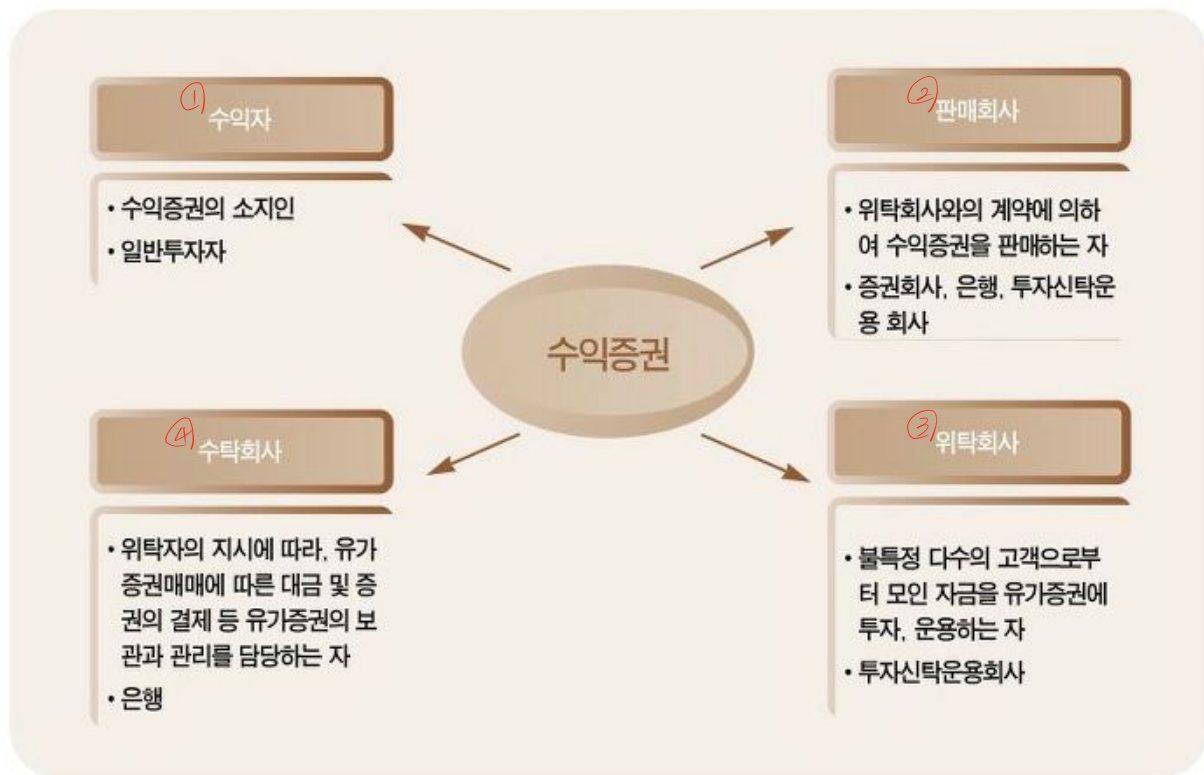 ① 수익자
• 수익증권의 소지인
• 일반투자자
② 판매회사
• 위탁회사와의 계약에 의하
여 수익증권을 판매하는 자
• 증권회사, 은행, 투자신탁운
용 회사
수익증권
③ 위탁회사
• 불특정 다수의 고객으로부
터 모인 자금을 유가증권에
투자, 운용하는 자
• 투자신탁운용회사
④ 수탁회사
• 위탁자의 지시에 따라, 유가
증권매매에 따른 대금 및 증
권의 결제 등 유가증권의 보
관과 관리를 담당하는 자
• 은행